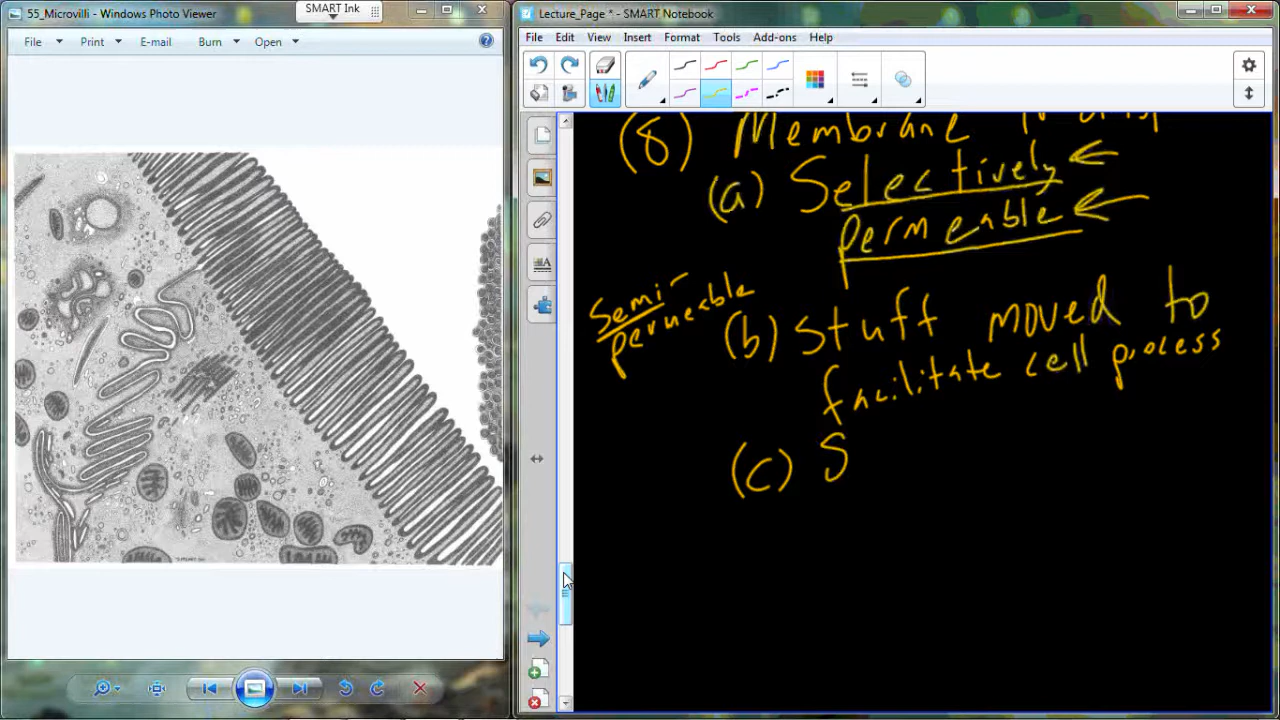 55_Microvilli - Windows Photo Viewer
SMART Ink
File Print E-mail Burn Open
Lecture_Page * - SMART Notebook
File Edit View Insert Format Tools Add-ons Help
(8) Membrane
(a) Selectively
permeable
Semi-
permeable
(b) Stuff moved to
facilitate cell process
(c) S